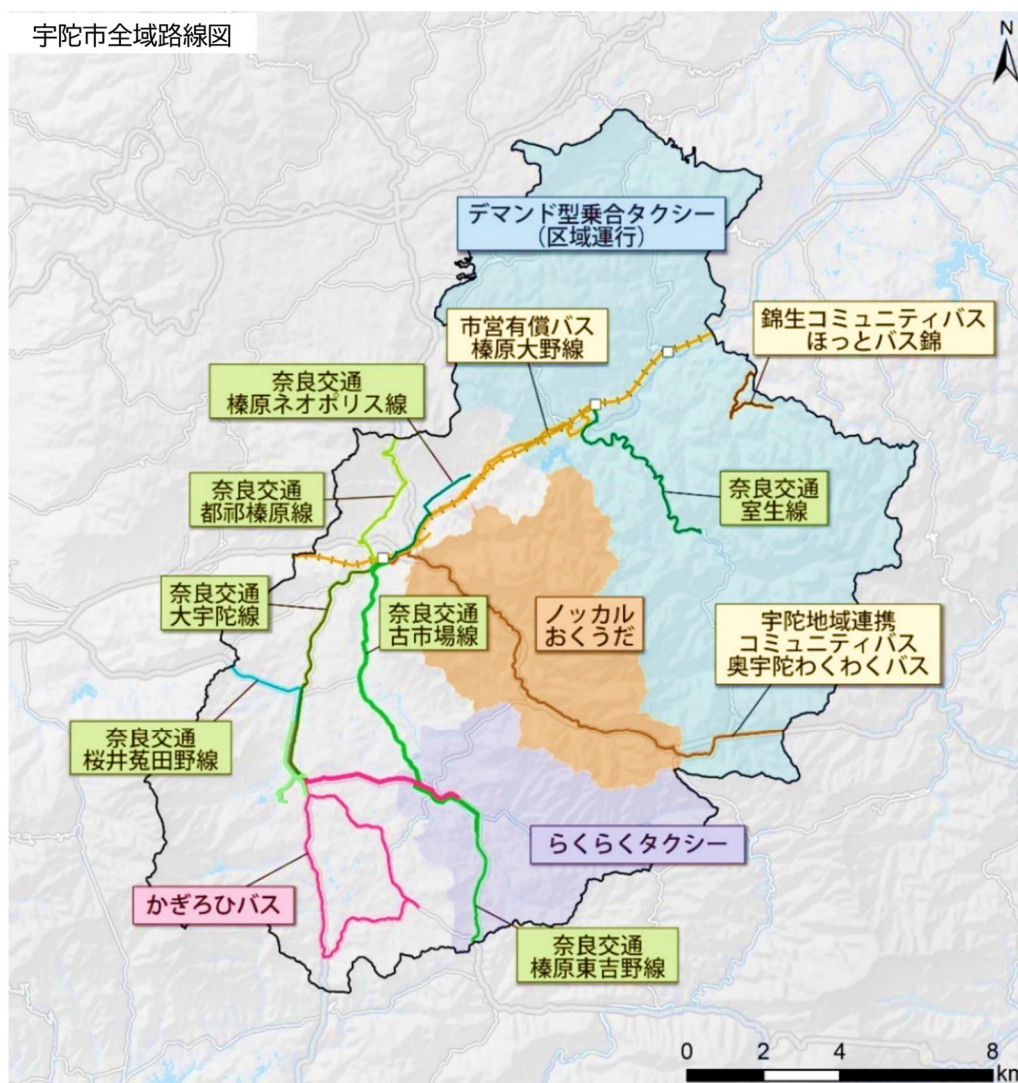 宇陀市全域路線図
N
デマンド型乗合タクシー
（区域運行）
市営有償バス
榛原大野線
錦生コミュニティバス
ほっとバス錦
奈良交通
榛原ネオポリス線
奈良交通
都祁榛原線
奈良交通
室生線
奈良交通
大宇陀線
奈良交通
古市場線
ノッカル
おくうだ
宇陀地域連携
コミュニティバス
奥宇陀わくわくバス
奈良交通
桜井菟田野線
らくらくタクシー
かぎろひバス
奈良交通
榛原東吉野線
0 2 4 8
km